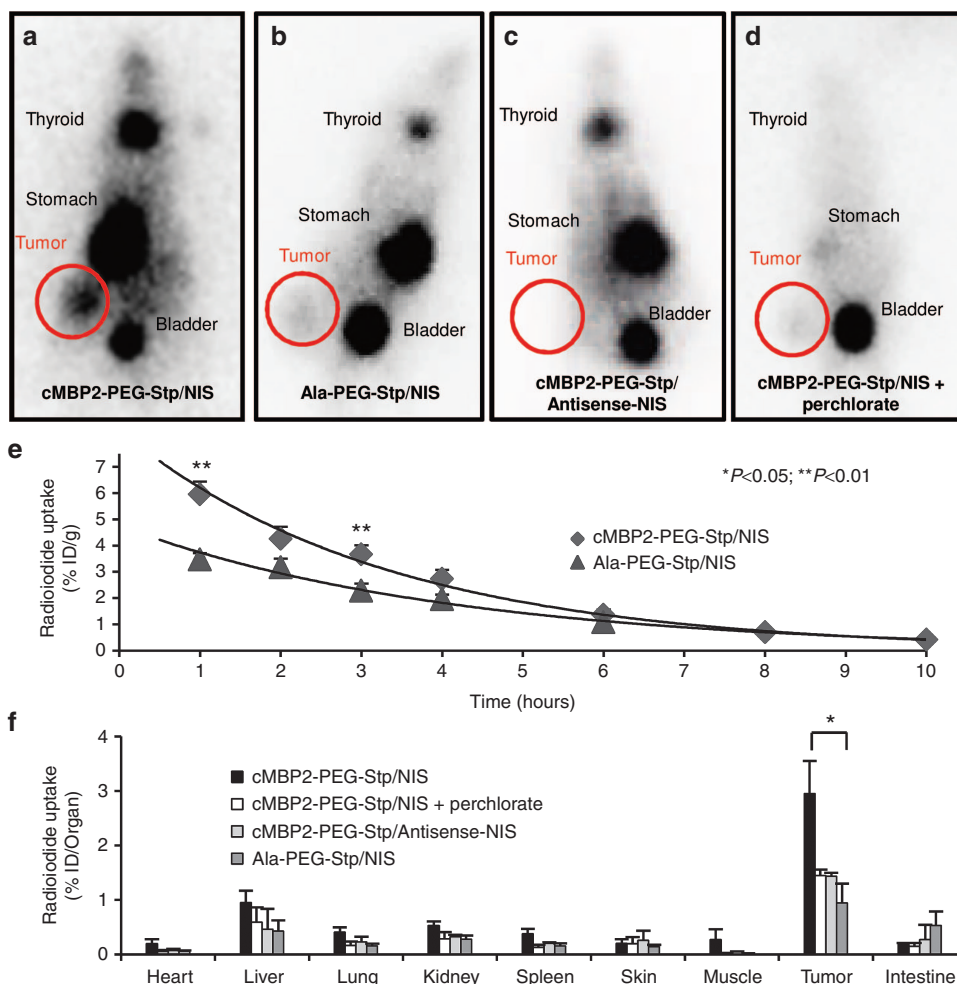 a
Thyroid
Stomach
Tumor
Bladder
cMBP2-PEG-Stp/NIS
b
Thyroid
Stomach
Tumor
Bladder
Ala-PEG-Stp/NIS
c
Thyroid
Stomach
Tumor
Bladder
cMBP2-PEG-Stp/
Antisense-NIS
d
Thyroid
Stomach
Tumor
Bladder
cMBP2-PEG-Stp/NIS +
perchlorate
e
Radioiodide uptake
(% ID/g)
7
6
5
4
3
2
1
0
**
**
*P<0.05; **P<0.01
cMBP2-PEG-Stp/NIS
Ala-PEG-Stp/NIS
0 1 2 3 4 5 6 7 8 9 10
Time (hours)
f
Radioiodide uptake
(% ID/Organ)
4
3
2
1
0
*
cMBP2-PEG-Stp/NIS
cMBP2-PEG-Stp/NIS + perchlorate
cMBP2-PEG-Stp/Antisense-NIS
Ala-PEG-Stp/NIS
Heart Liver Lung Kidney Spleen Skin Muscle Tumor Intestine